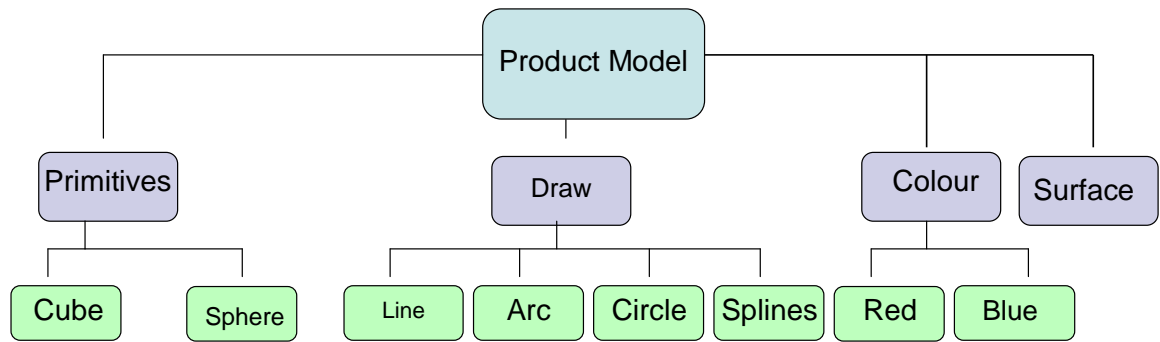 Product Model
Primitives
Draw
Colour
Surface
Cube
Sphere
Line
Arc
Circle
Splines
Red
Blue